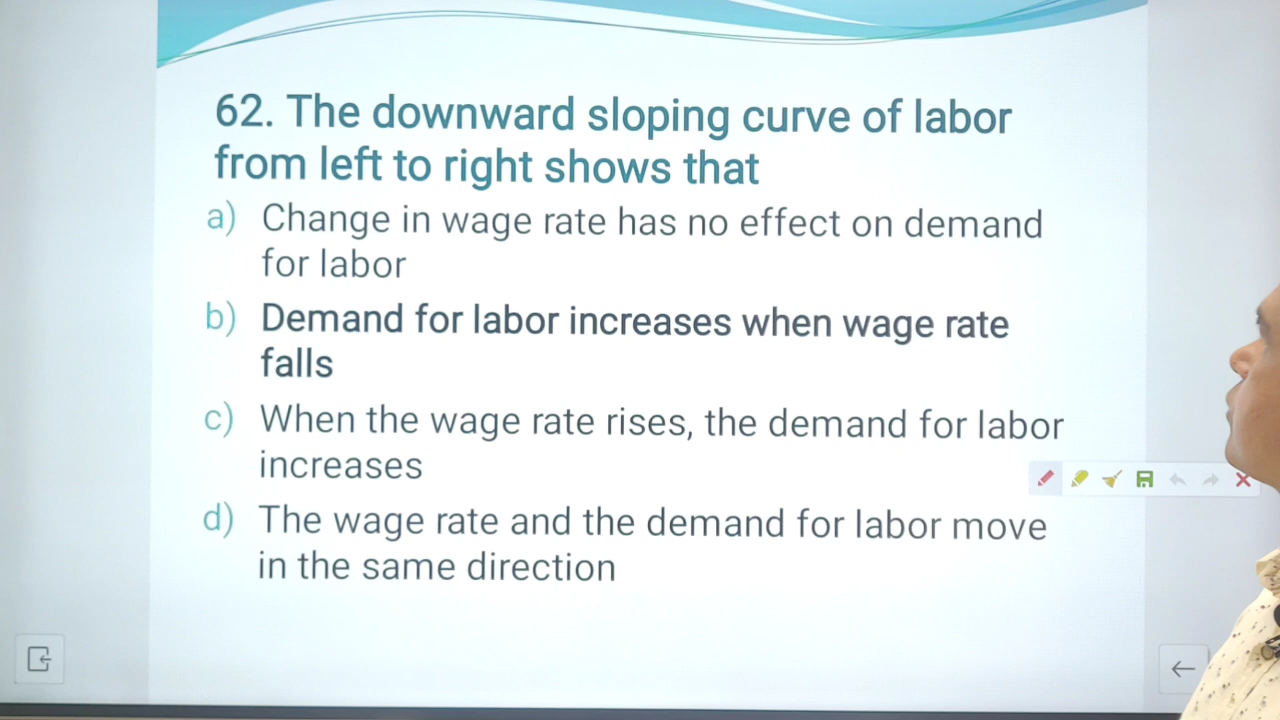 62. The downward sloping curve of labor
from left to right shows that
a) Change in wage rate has no effect on demand
for labor
b) Demand for labor increases when wage rate
falls
c) When the wage rate rises, the demand for labor
increases
d) The wage rate and the demand for labor move
in the same direction